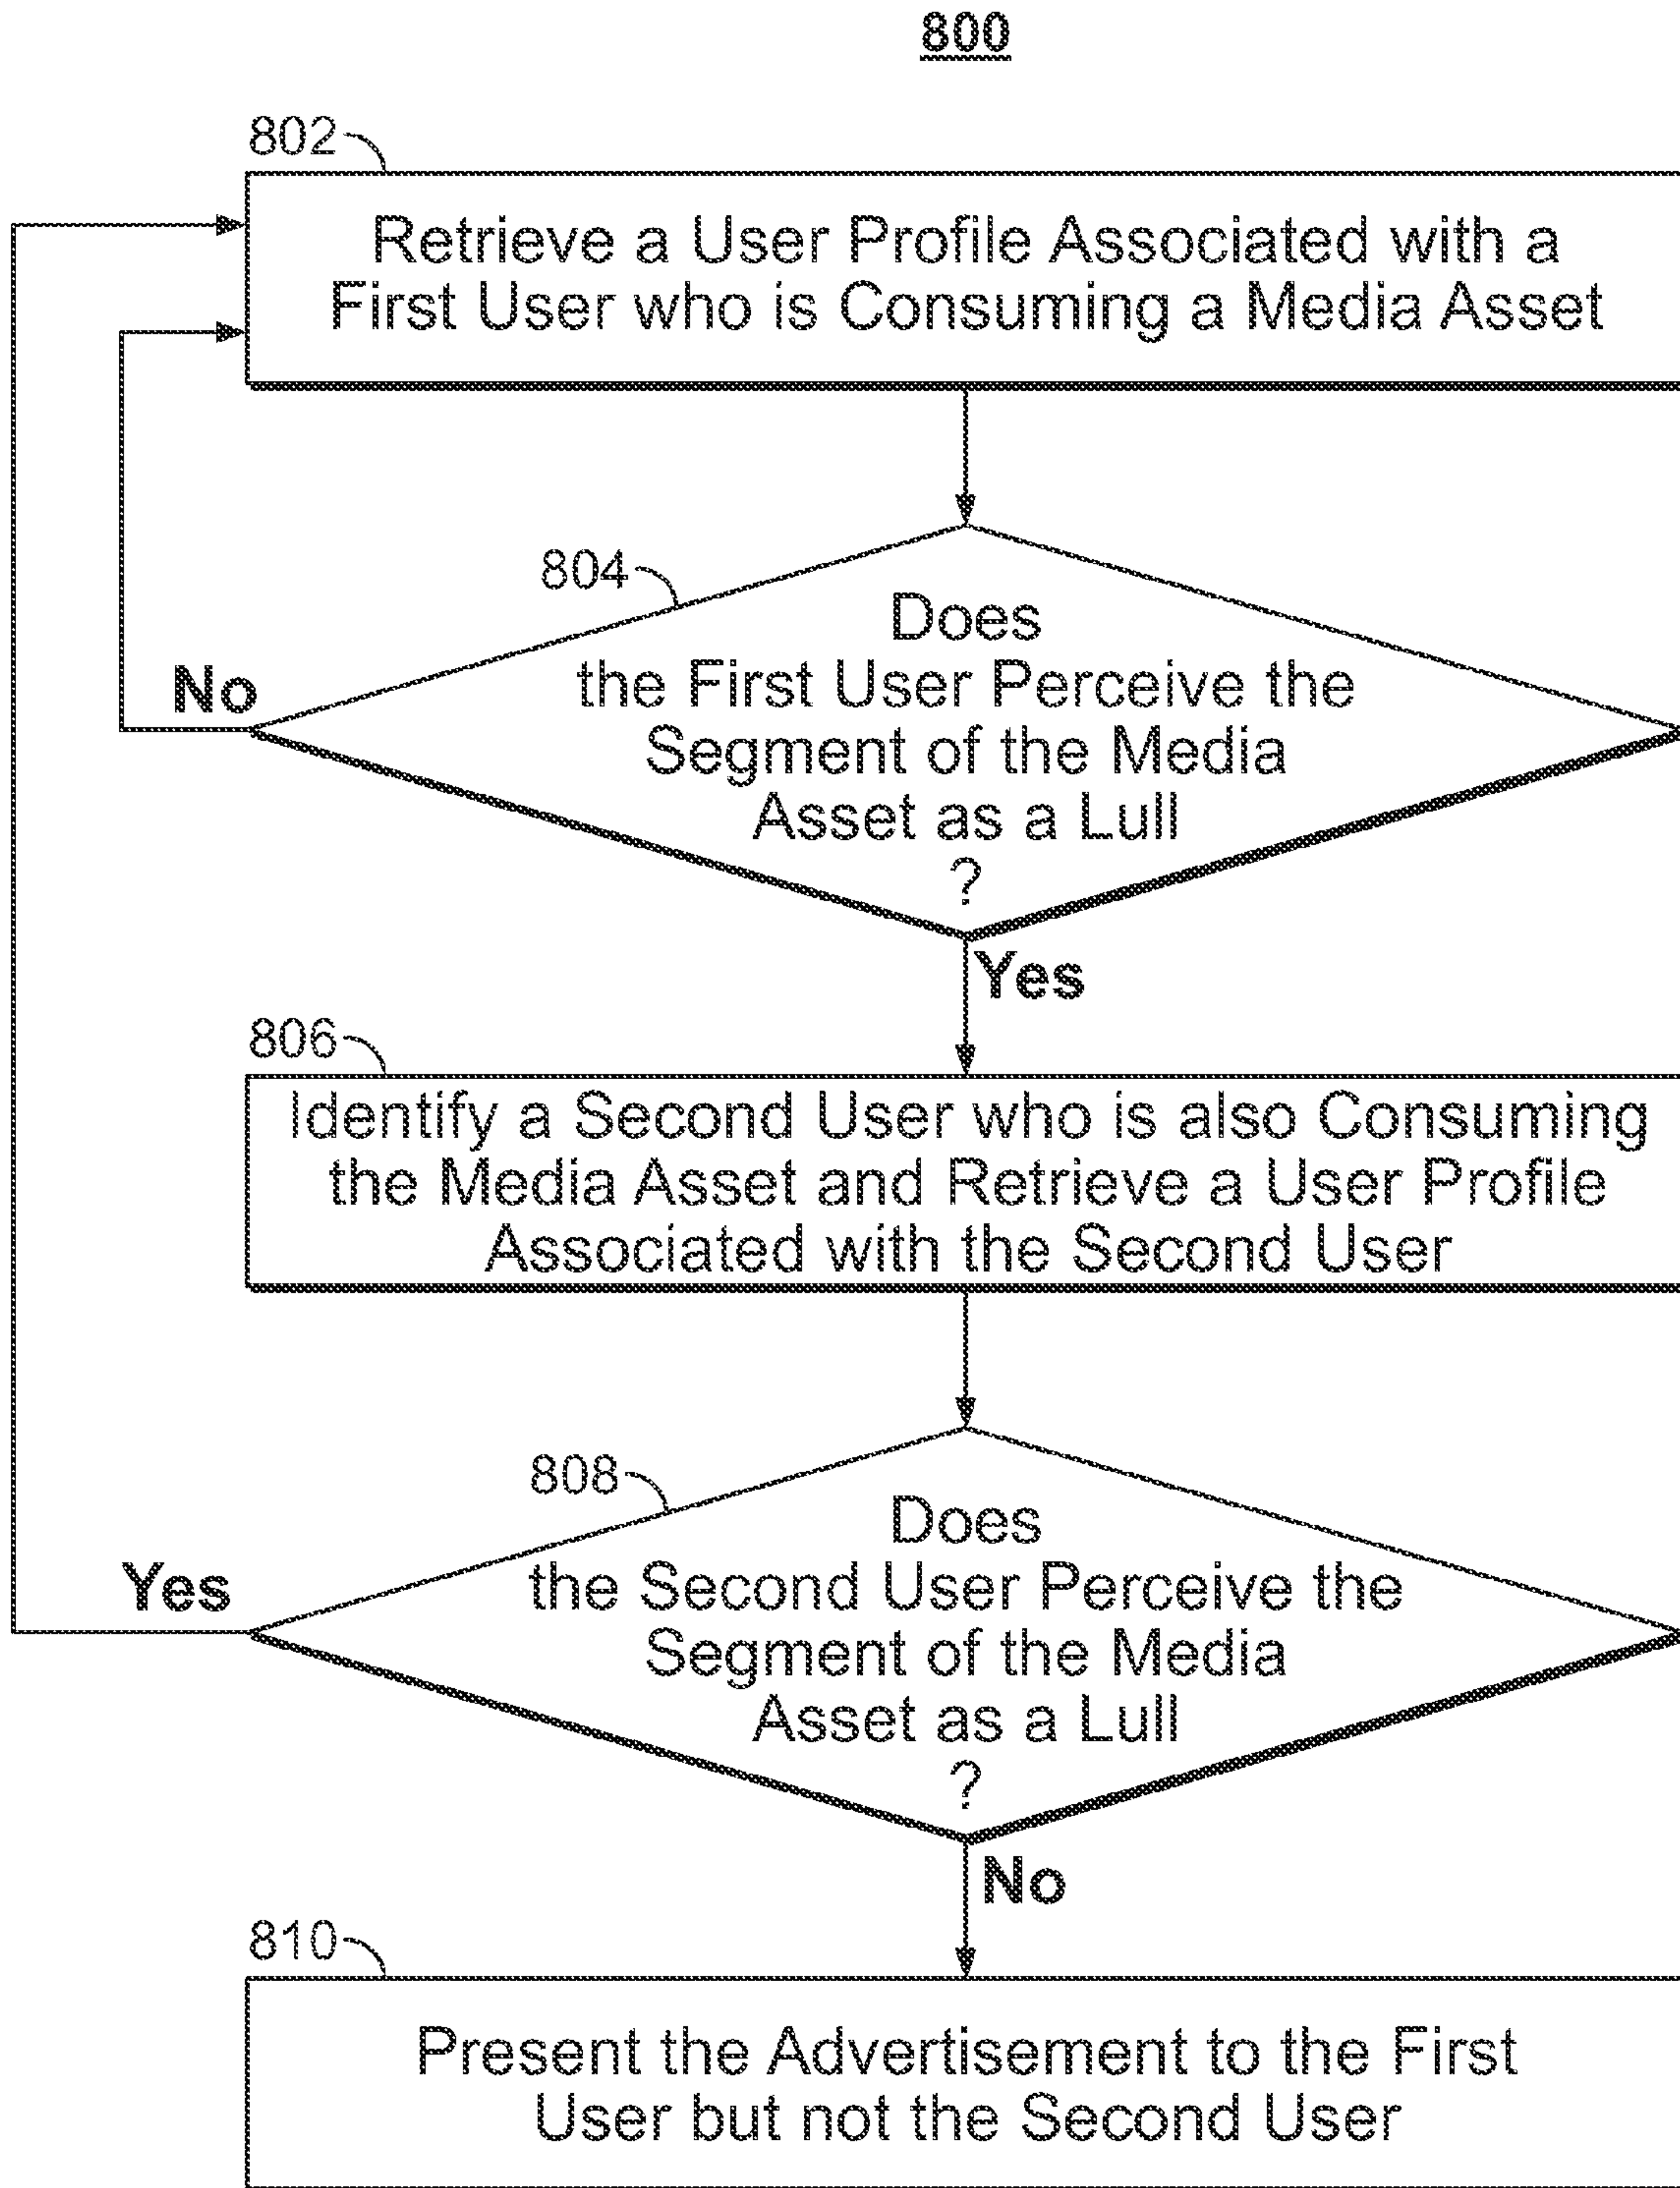 800
802
Retrieve a User Profile Associated with a
First User who is Consuming a Media Asset
804
Does
the First User Perceive the
Segment of the Media
Asset as a Lull
?
No
Yes
806
Identify a Second User who is also Consuming
the Media Asset and Retrieve a User Profile
Associated with the Second User
808
Does
the Second User Perceive the
Segment of the Media
Asset as a Lull
?
Yes
No
810
Present the Advertisement to the First
User but not the Second User